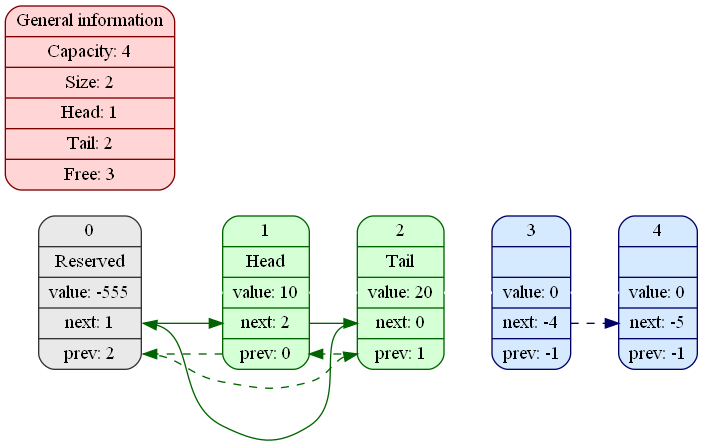 General information
Capacity: 4
Size: 2
Head: 1
Tail: 2
Free: 3
0
Reserved
value: -555
next: 1
prev: 2
1
Head
value: 10
next: 2
prev: 0
2
Tail
value: 20
next: 0
prev: 1
3
value: 0
next: -4
prev: -1
4
value: 0
next: -5
prev: -1